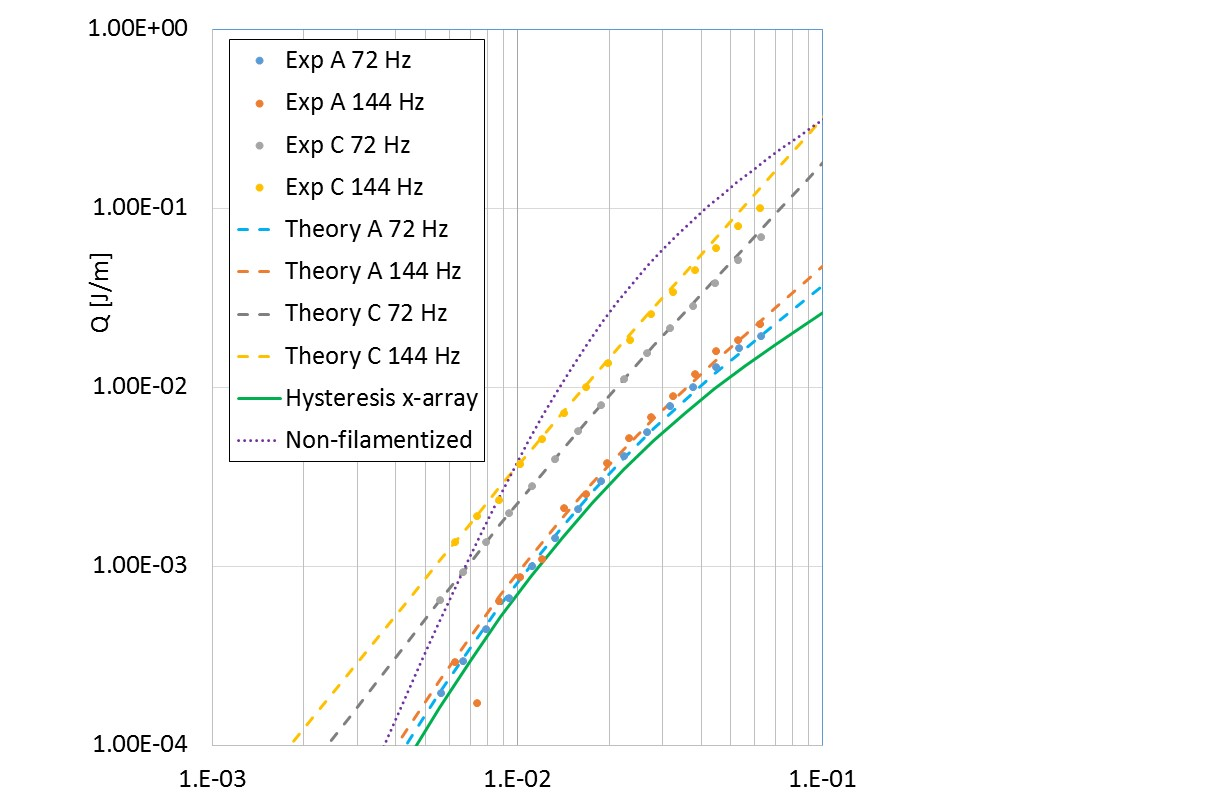 1.00E+00
Exp A 72 Hz
Exp A 144 Hz
Exp C 72 Hz
Exp C 144 Hz
1.00E-01
Theory A 72 Hz
Theory A 144 Hz
Q [J/m]
Theory C 72 Hz
Theory C 144 Hz
1.00E-02
Hysteresis x-array
Non-filamentized
1.00E-03
1.00E-04
1.E-03 1.E-02 1.E-01